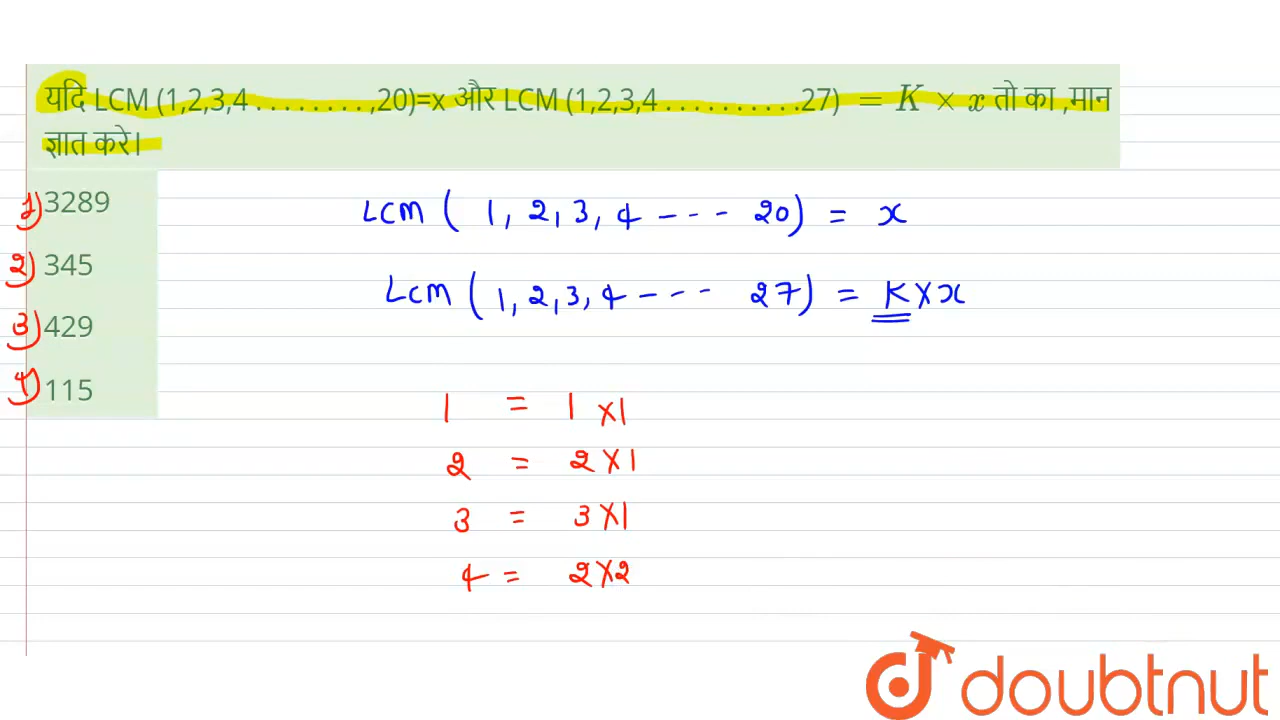 यदि LCM (1,2,3,4 . . . . . . . . ,20)=x और LCM (1,2,3,4 . . . . . . . . . . 27) = K × x तो का ,मान
ज्ञात करे।
1) 3289
2) 345
3) 429
4) 115
LCM ( 1, 2, 3, 4 --- 20) = x
LCM ( 1, 2, 3, 4 ---- 27) = K × x
1 = 1 × 1
2 = 2 × 1
3 = 3 × 1
4 = 2 × 2
doubtnut